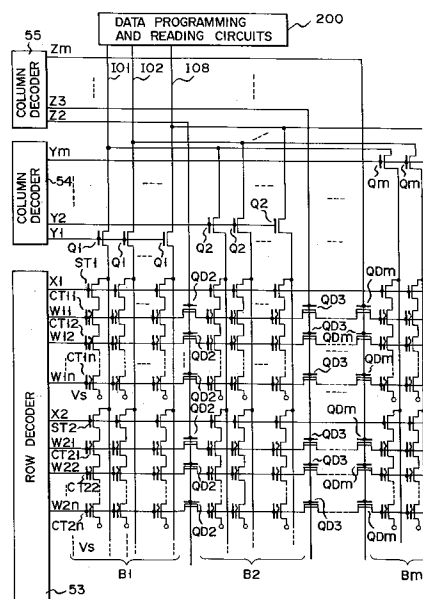 DATA PROGRAMMING
AND READING CIRCUITS
200
55
Zm
IO1 IO2 IO8
COLUMN
DECODER
Z3
Z2
COLUMN
DECODER
54
Ym
Qm Qm
Y2
Y1
Q1 Q1 Q1
Q2 Q2 Q2
ST1
X1
CT11
W11
CT12
W12
CT1n
W1n
Vs
QD2 QD3 QDm
QD2 QD3 QDm
QD2 QD3 QDm
ROW DECODER
X2
ST2
W21
CT21
W22
CT22
W2n
CT2n
Vs
QD2 QD3 QDm
QD3
QDm
QD2 QD3 QDm
B1 B2 Bm
53